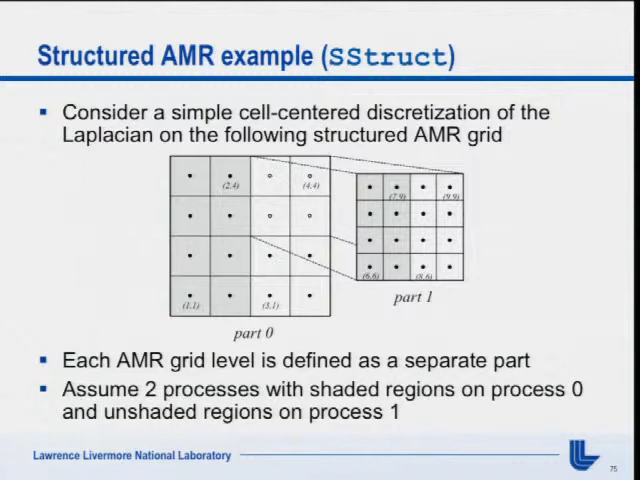 Structured AMR example (SStruct)
Consider a simple cell-centered discretization of the
Laplacian on the following structured AMR grid
(2,4)
(4,4)
(7,9)
(9,9)
(6,6)
(8,6)
(1,1)
(3,1)
part 1
part 0
Each AMR grid level is defined as a separate part
Assume 2 processes with shaded regions on process 0
and unshaded regions on process 1
Lawrence Livermore National Laboratory
75